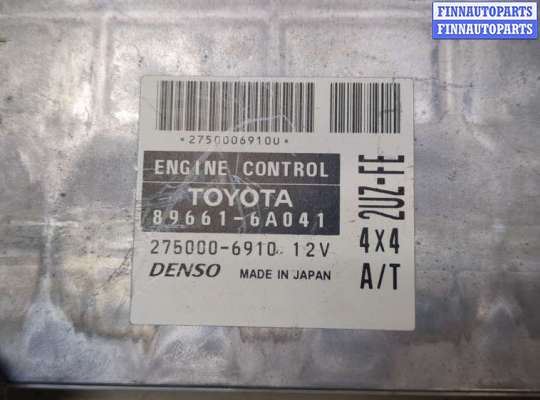 FINNAUTOPARTS
FINNAUTOPARTS
*2750006910U*
ENGINE CONTROL
TOYOTA
89661-6A041
275000-6910 12V
DENSO MADE IN JAPAN
2UZ-FE
4X4
A/T